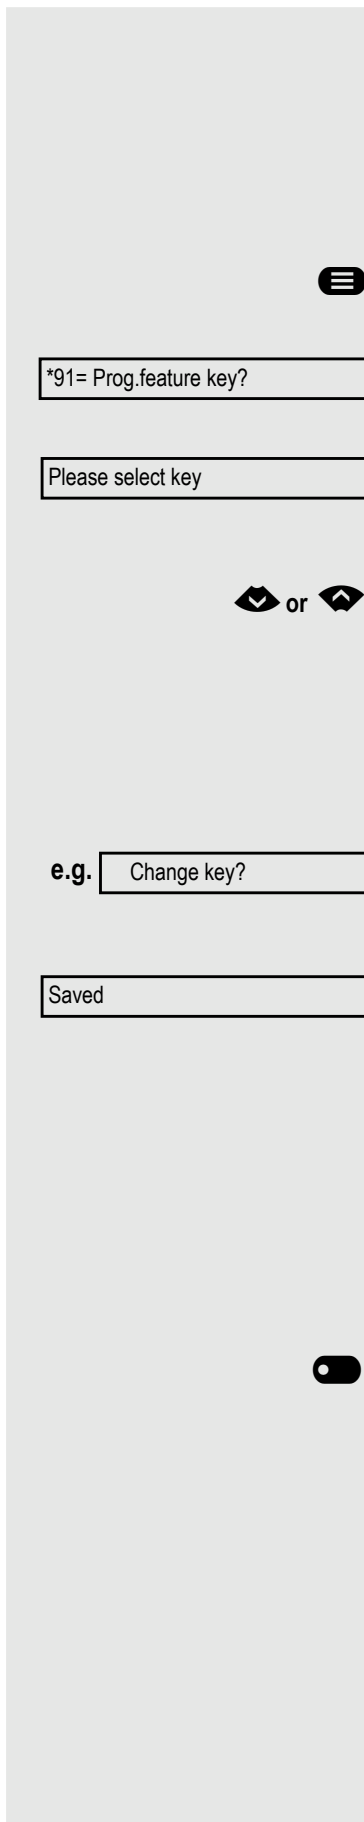 *91= Prog.feature key?
Please select key
or
e.g. Change key?
Saved